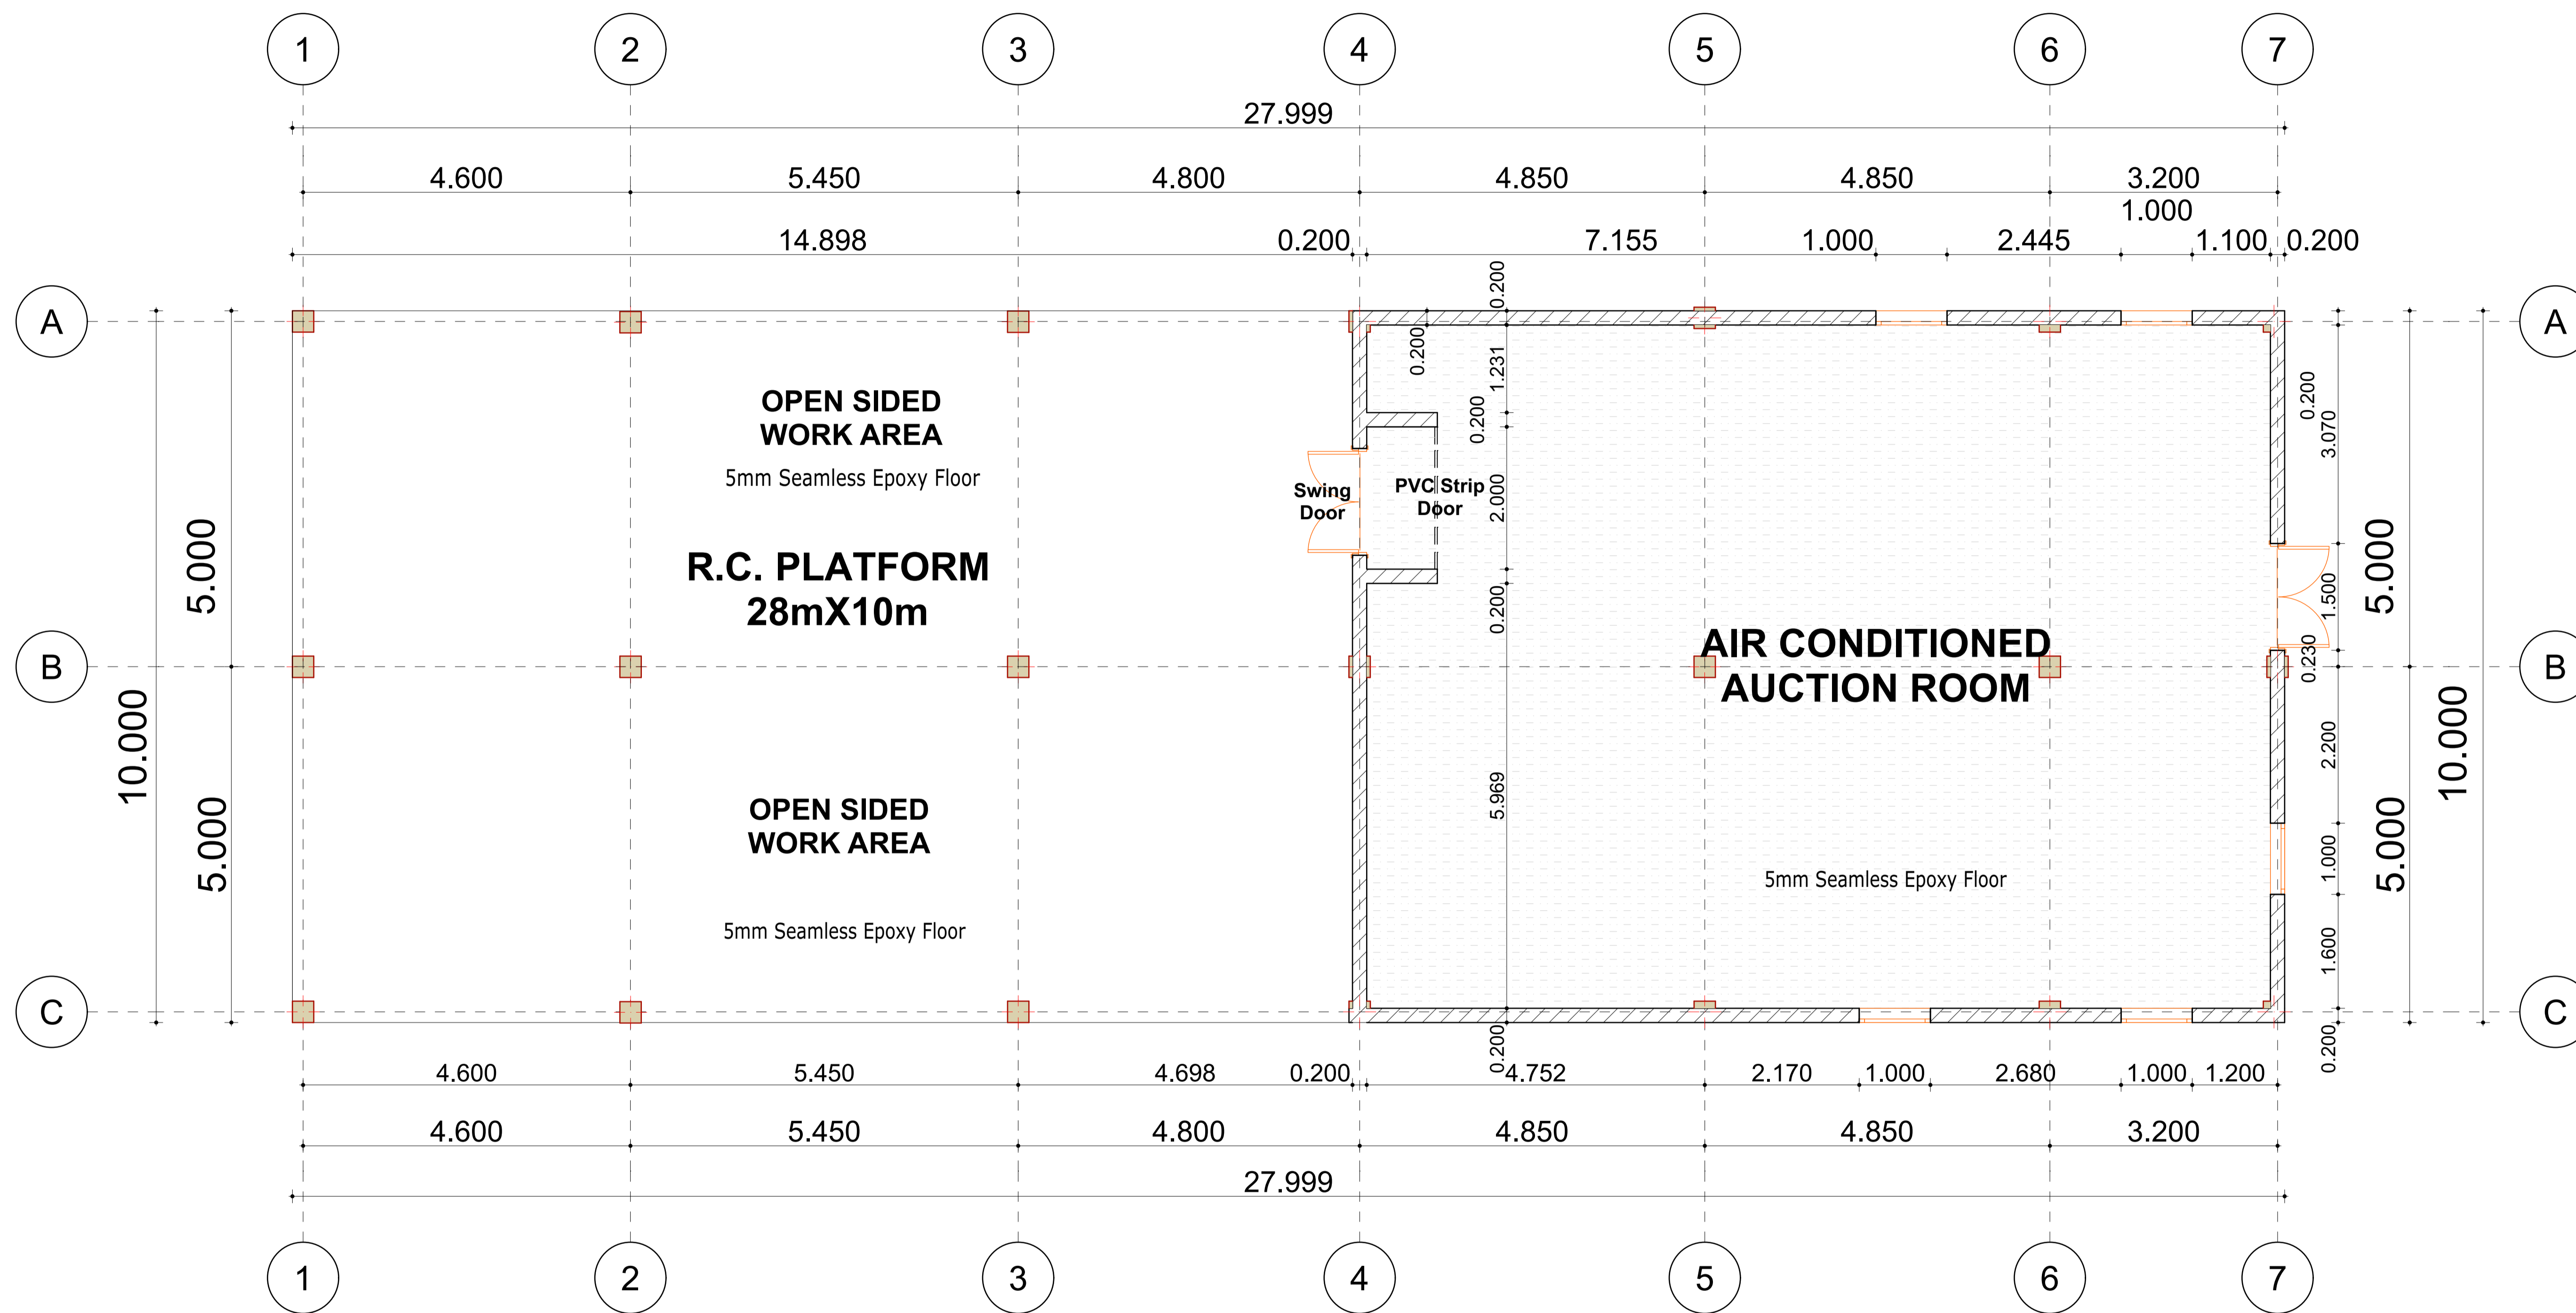 1 2 3 4 5 6 7
27.999
4.600 5.450 4.800 4.850 4.850 3.200
1.000
14.898 0.200 7.155 1.000 2.445 1.100 0.200
A A
0.200
0.200
1.231
0.200
0.200
3.070
OPEN SIDED
WORK AREA
5mm Seamless Epoxy Floor
Swing
Door
PVC Strip
Door
2.000
5.000
5.000
R.C. PLATFORM
28mX10m
0.200
1.500
0.230
AIR CONDITIONED
AUCTION ROOM
B B
10.000
10.000
2.200
5.969
OPEN SIDED
WORK AREA
5.000
5.000
1.000
5mm Seamless Epoxy Floor
5mm Seamless Epoxy Floor
1.600
C C
0.200
0.200
4.600 5.450 4.698 0.200 4.752 2.170 1.000 2.680 1.000 1.200
4.600 5.450 4.800 4.850 4.850 3.200
27.999
1 2 3 4 5 6 7